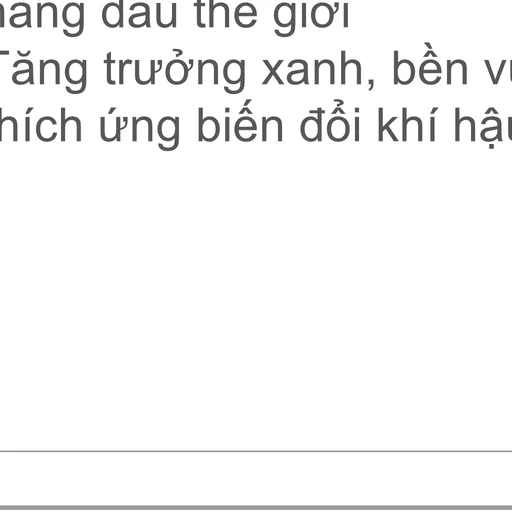 hàng đầu thế giới
Tăng trưởng xanh, bền vữ
hích ứng biến đổi khí hậu